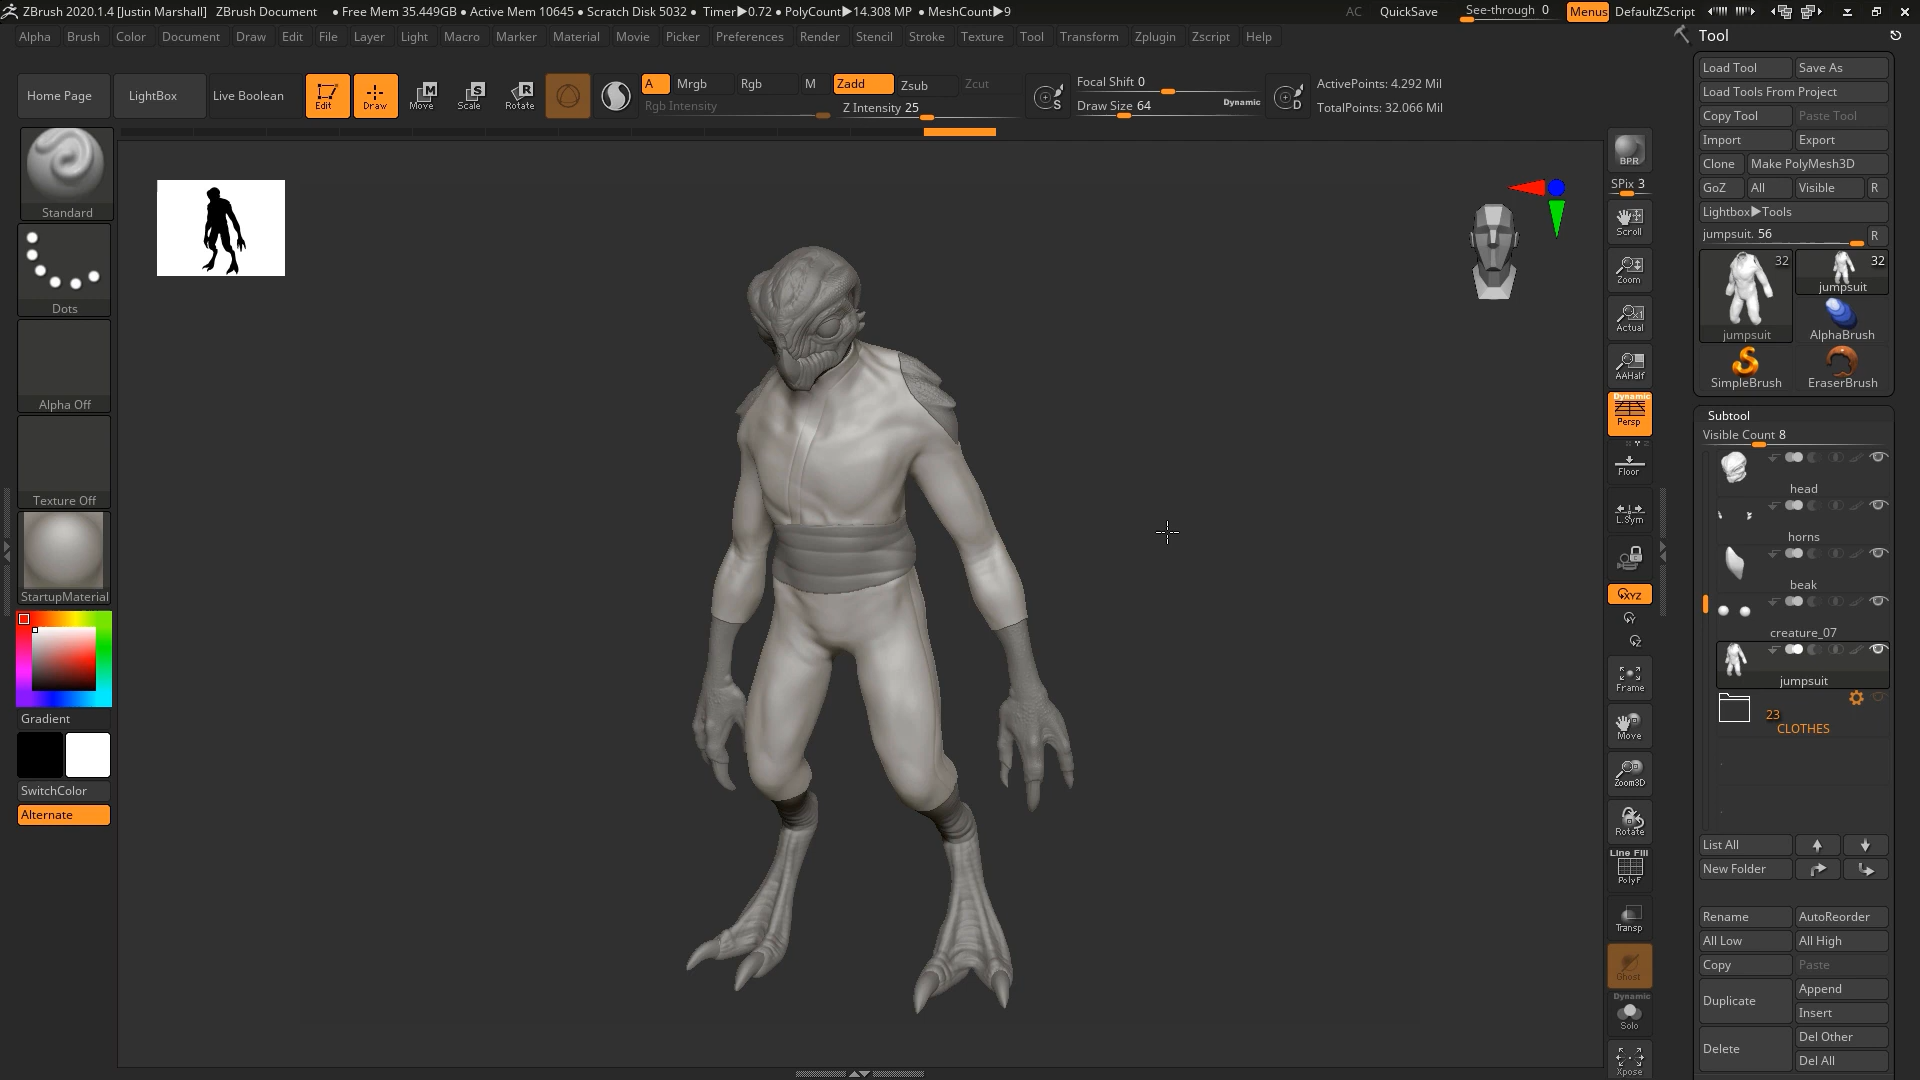 ZBrush 2020.1.4 [Justin Marshall] ZBrush Document ● Free Mem 35.449GB ● Active Mem 10645 ● Scratch Disk 5032 ● Timer▶0.72 ● PolyCount▶14.308 MP ● MeshCount▶9 AC QuickSave See-through 0 Menus DefaultZScript
Alpha Brush Color Document Draw Edit File Layer Light Macro Marker Material Movie Picker Preferences Render Stencil Stroke Texture Tool Transform Zplugin Zscript Help
Home Page LightBox Live Boolean Edit Draw Move Scale Rotate
A Mrgb Rgb M Zadd Zsub Zcut
Rgb Intensity Z Intensity 25
S
Focal Shift 0
Draw Size 64 Dynamic
D
ActivePoints: 4.292 Mil
TotalPoints: 32.066 Mil
Standard
Dots
Alpha Off
Texture Off
StartupMaterial
Gradient
SwitchColor
Alternate
BPR
SPix 3
Scroll
Zoom
Actual
AAHalf
Dynamic
Persp
Floor
L.Sym
XYZ
Y
Z
Frame
Move
Zoom3D
Rotate
Line Fill
PolyF
Transp
Ghost
Dynamic
Solo
Xpose
Tool
Load Tool Save As
Load Tools From Project
Copy Tool Paste Tool
Import Export
Clone Make PolyMesh3D
GoZ All Visible R
Lightbox▶Tools
jumpsuit. 56 R
32 32
jumpsuit
jumpsuit AlphaBrush
SimpleBrush EraserBrush
Subtool
Visible Count 8
head
horns
beak
creature_07
jumpsuit
23
CLOTHES
List All
New Folder
Rename AutoReorder
All Low All High
Copy Paste
Duplicate Append
Insert
Delete Del Other
Del All